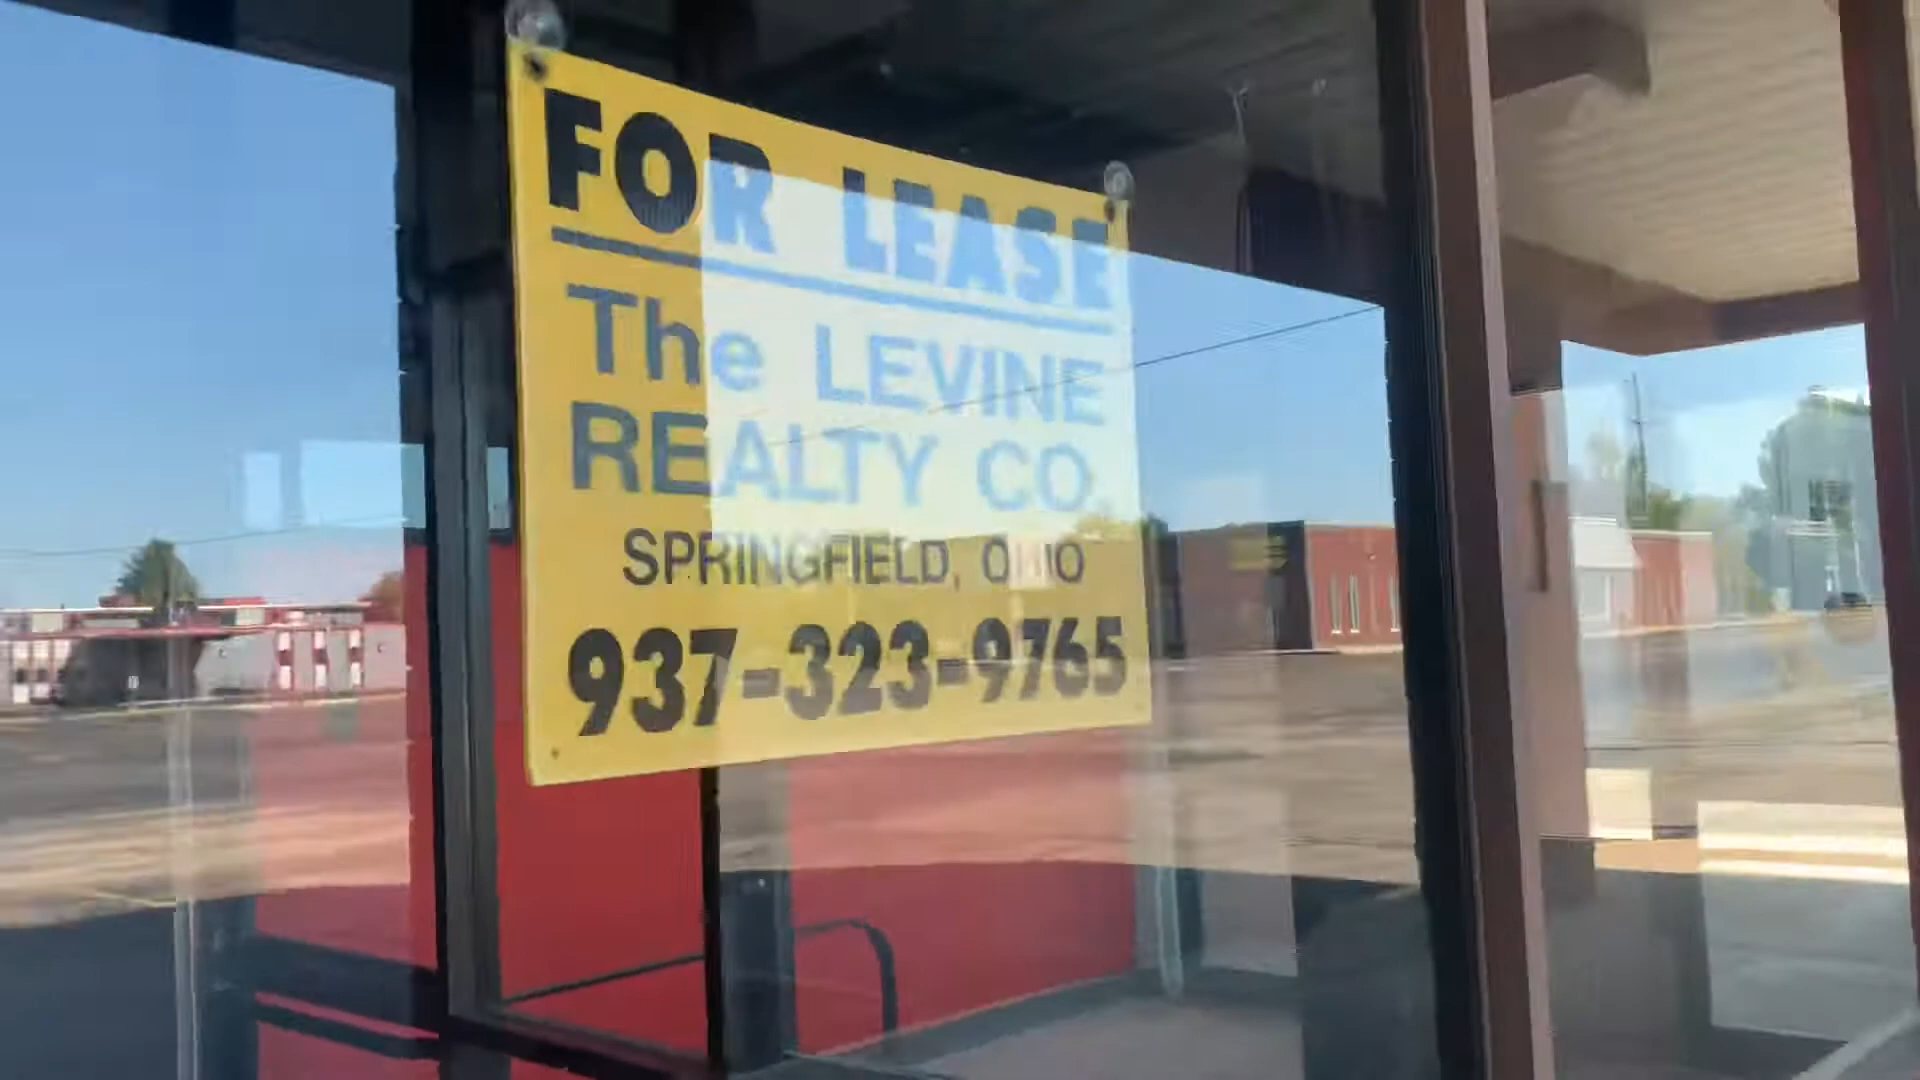 FOR LEASE
The LEVINE
REALTY CO.
SPRINGFIELD, OHIO
937-323-9765